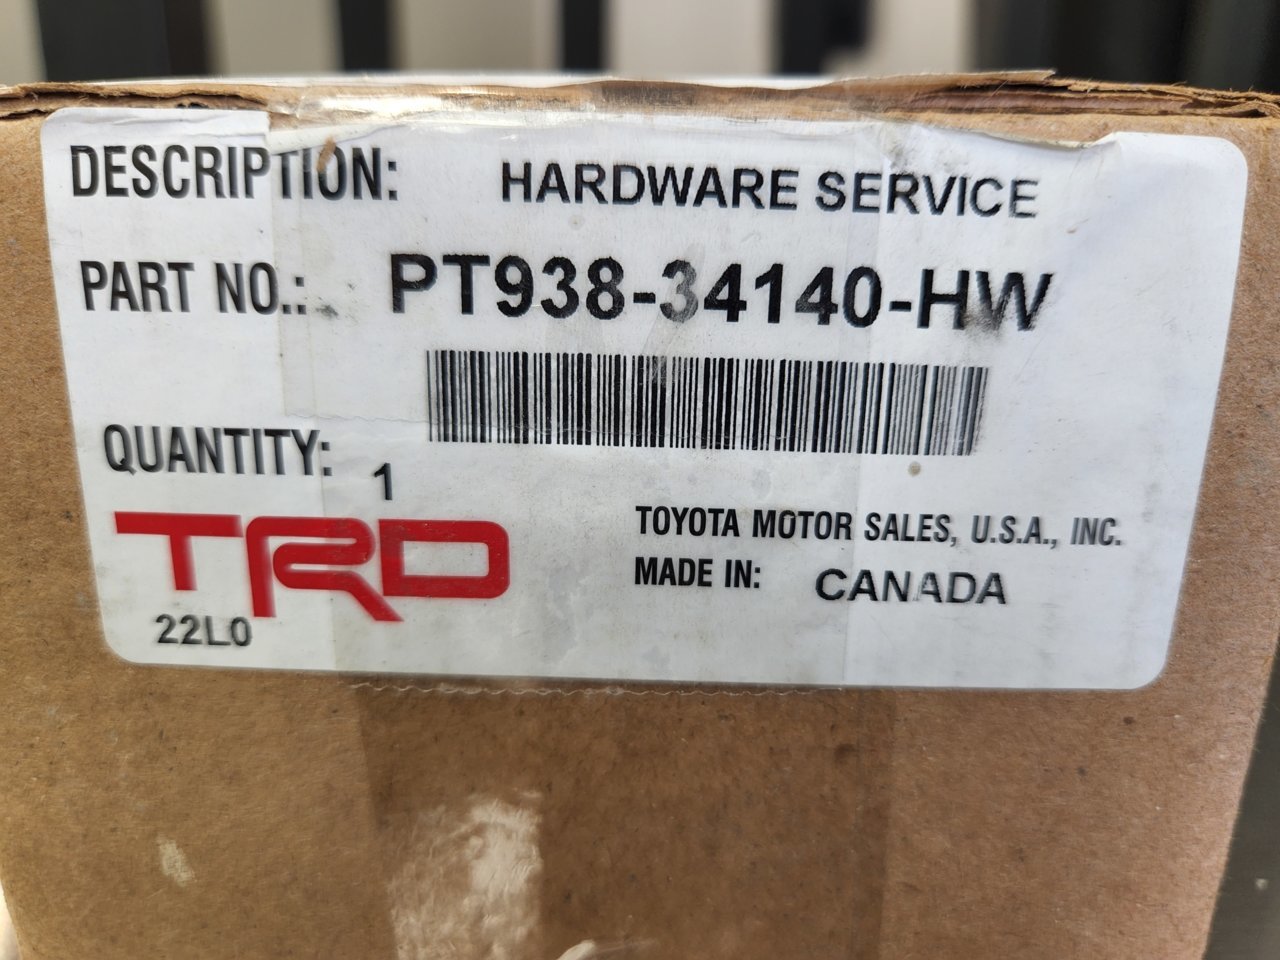 DESCRIPTION: HARDWARE SERVICE
PART NO.: PT938-34140-HW
QUANTITY: 1
TRD
TOYOTA MOTOR SALES, U.S.A., INC.
MADE IN: CANADA
22L0